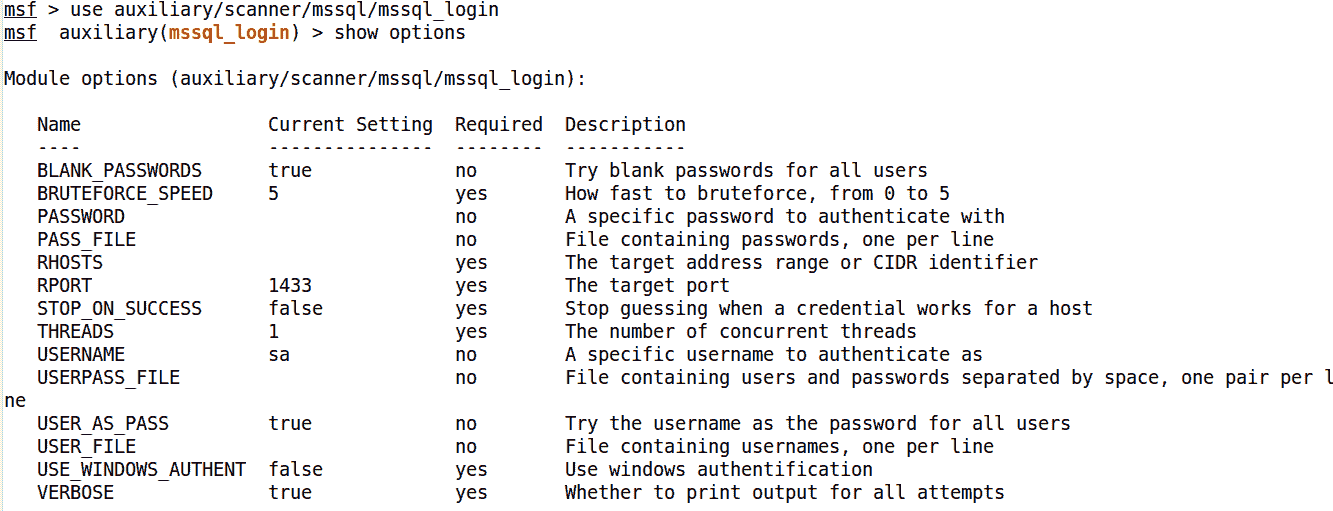 msf > use auxiliary/scanner/mssql/mssql_login
msf  auxiliary(mssql_login) > show options

Module options (auxiliary/scanner/mssql/mssql_login):

   Name                 Current Setting  Required  Description
   ----                 ---------------  --------  -----------
   BLANK_PASSWORDS      true             no        Try blank passwords for all users
   BRUTEFORCE_SPEED     5                yes       How fast to bruteforce, from 0 to 5
   PASSWORD                              no        A specific password to authenticate with
   PASS_FILE                             no        File containing passwords, one per line
   RHOSTS                                yes       The target address range or CIDR identifier
   RPORT                1433             yes       The target port
   STOP_ON_SUCCESS      false            yes       Stop guessing when a credential works for a host
   THREADS              1                yes       The number of concurrent threads
   USERNAME             sa               no        A specific username to authenticate as
   USERPASS_FILE                         no        File containing users and passwords separated by space, one pair per l
ne
   USER_AS_PASS         true             no        Try the username as the password for all users
   USER_FILE                             no        File containing usernames, one per line
   USE_WINDOWS_AUTHENT  false            yes       Use windows authentification
   VERBOSE              true             yes       Whether to print output for all attempts